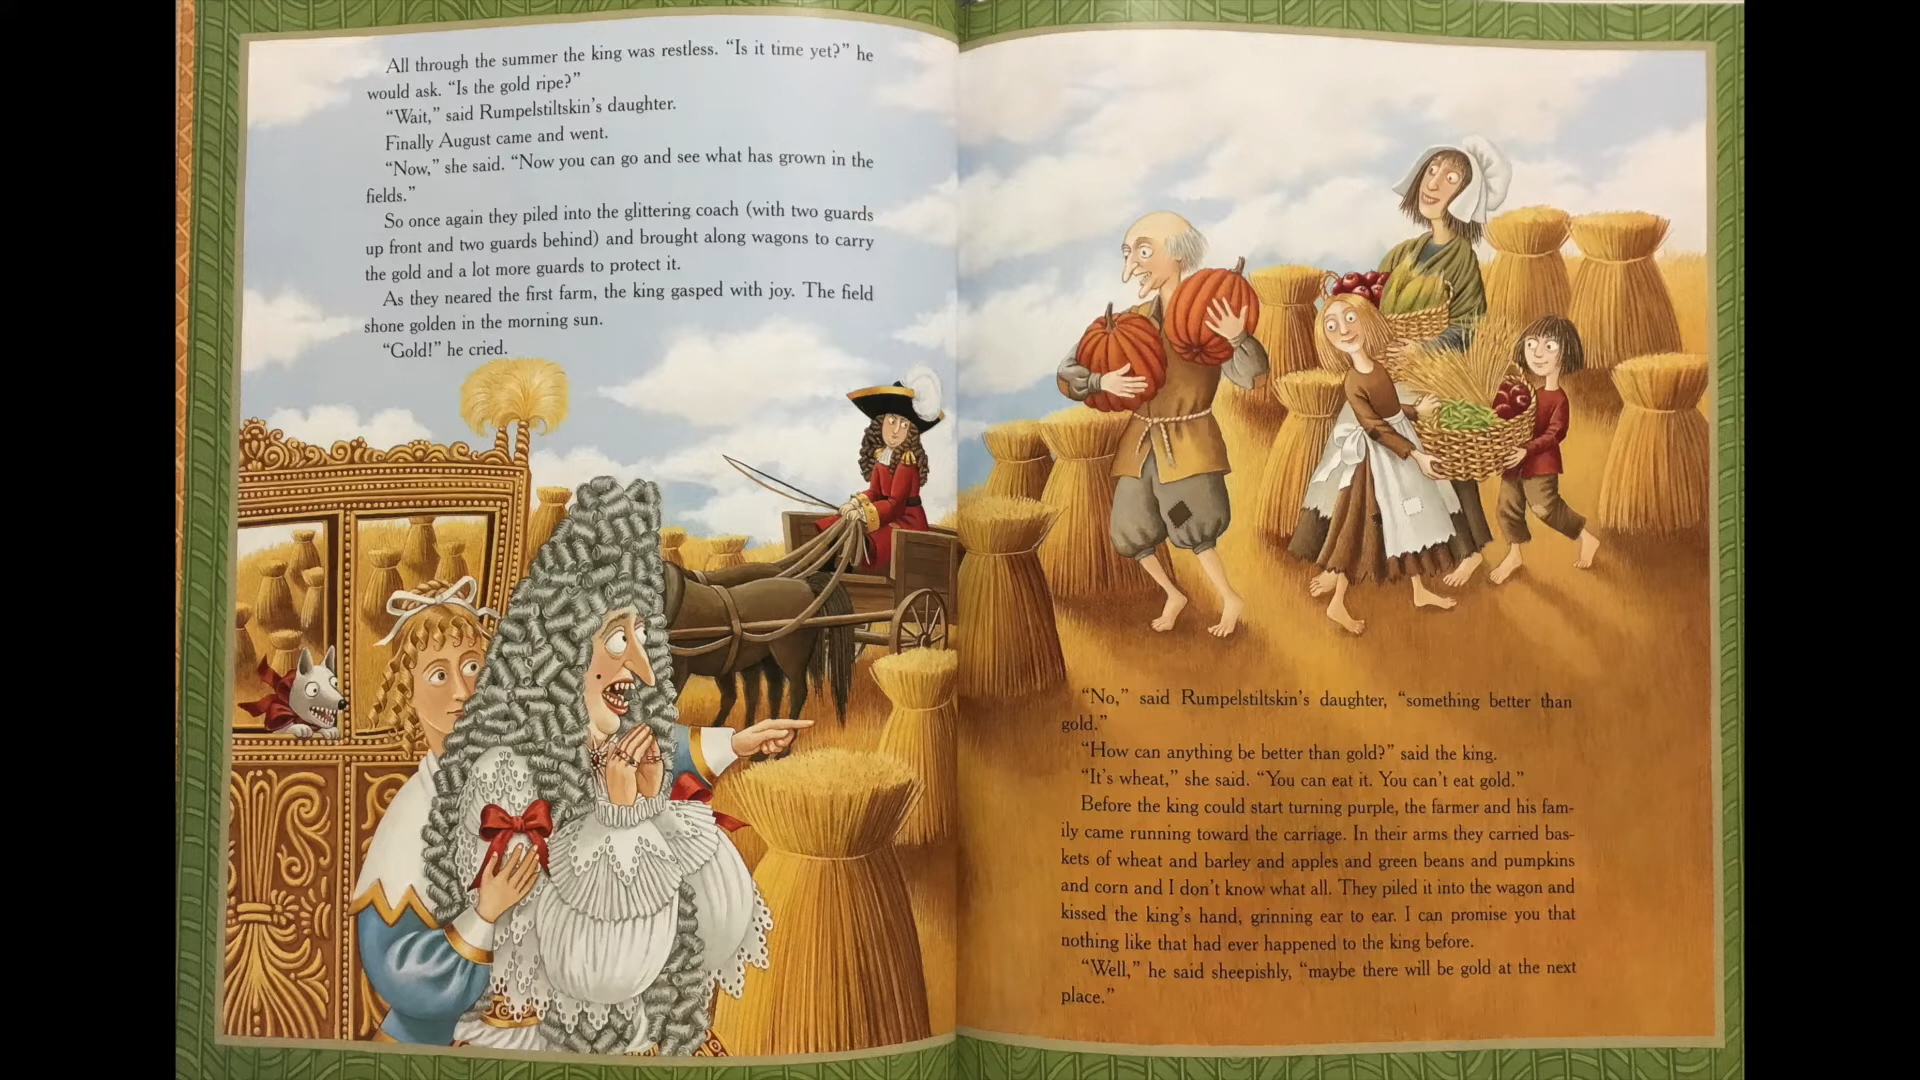 All through the summer the king was restless. “Is it time yet?” he
would ask. “Is the gold ripe?”
“Wait,” said Rumpelstiltskin’s daughter.
Finally August came and went.
“Now,” she said. “Now you can go and see what has grown in the
fields.”
So once again they piled into the glittering coach (with two guards
up front and two guards behind) and brought along wagons to carry
the gold and a lot more guards to protect it.
As they neared the first farm, the king gasped with joy. The field
shone golden in the morning sun.
“Gold!” he cried.
“No,” said Rumpelstiltskin’s daughter, “something better than
gold.”
“How can anything be better than gold?” said the king.
“It’s wheat,” she said. “You can eat it. You can’t eat gold.”
Before the king could start turning purple, the farmer and his fam-
ily came running toward the carriage. In their arms they carried bas-
kets of wheat and barley and apples and green beans and pumpkins
and corn and I don’t know what all. They piled it into the wagon and
kissed the king’s hand, grinning ear to ear. I can promise you that
nothing like that had ever happened to the king before.
“Well,” he said sheepishly, “maybe there will be gold at the next
place.”